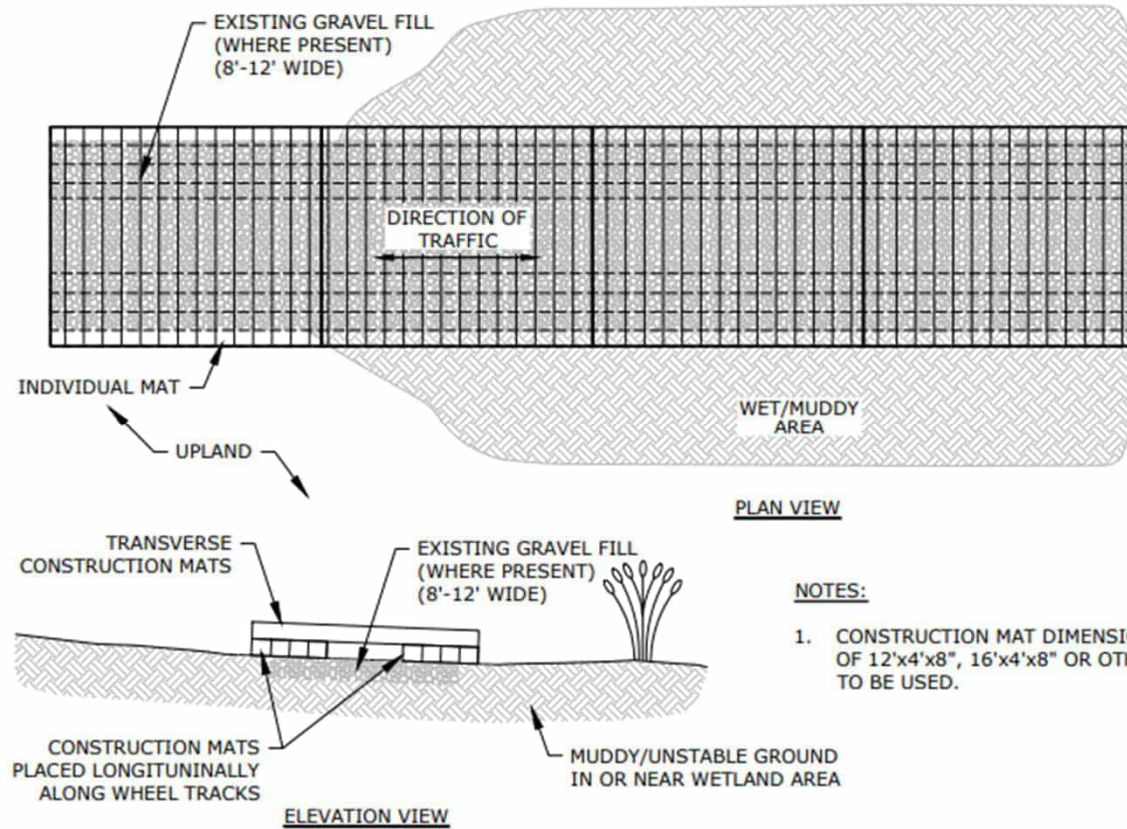 EXISTING GRAVEL FILL
(WHERE PRESENT)
(8'-12' WIDE)
DIRECTION OF
TRAFFIC
INDIVIDUAL MAT
WET/MUDDY
AREA
UPLAND
PLAN VIEW
TRANSVERSE
CONSTRUCTION MATS
EXISTING GRAVEL FILL
(WHERE PRESENT)
(8'-12' WIDE)
NOTES:
1. CONSTRUCTION MAT DIMENSI
OF 12'x4'x8", 16'x4'x8" OR OT
TO BE USED.
CONSTRUCTION MATS
PLACED LONGITUNINALLY
ALONG WHEEL TRACKS
MUDDY/UNSTABLE GROUND
IN OR NEAR WETLAND AREA
ELEVATION VIEW